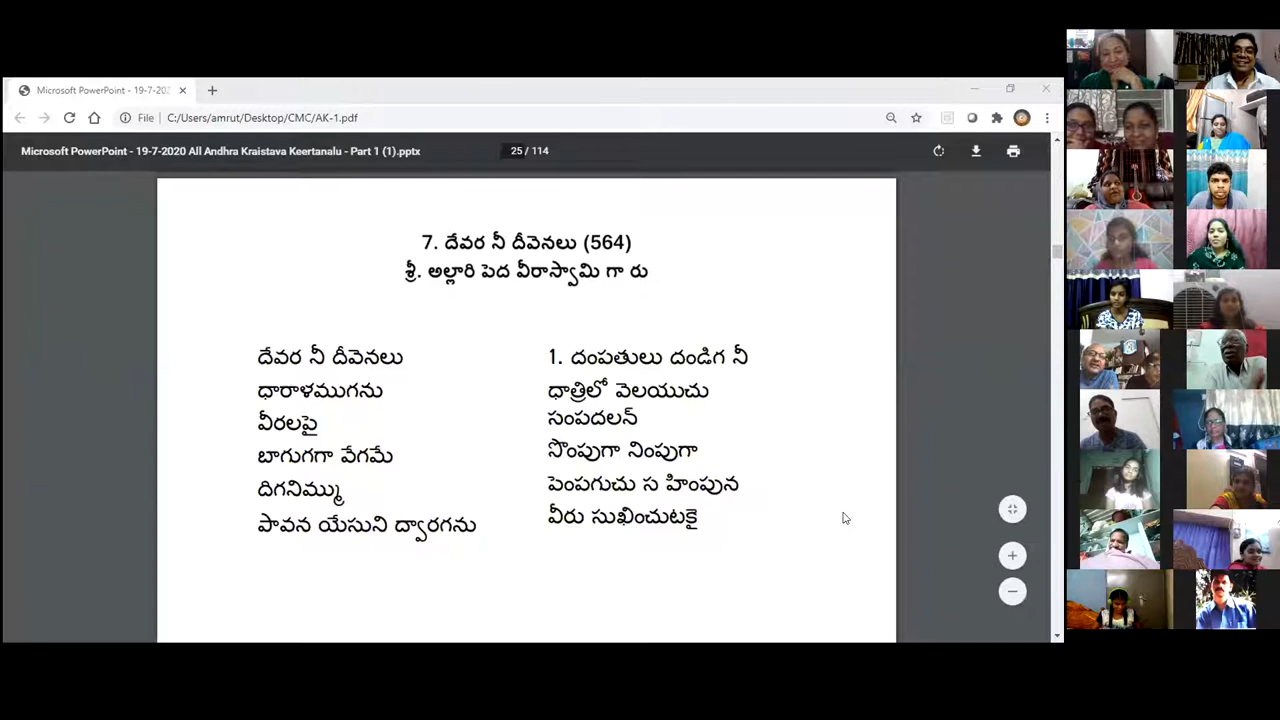 Microsoft PowerPoint - 19-7-202
File
C:/Users/amrut/Desktop/CMC/AK-1.pdf
Microsoft PowerPoint - 19-7-2020 All Andhra Kraistava Keertanalu - Part 1 (1).pptx
25 / 114
7. దేవర నీ దీవెనలు (564)
శ్రీ. అల్లారి పెద వీరాస్వామి గా రు
దేవర నీ దీవెనలు
ధారాళముగను
వీరలపై
బాగుగగా వేగమే
దిగనిమ్ము
పావన యేసుని ద్వారగను
1. దంపతులు దండిగ నీ
ధాత్రిలో వెలయుచు
సంపదలన్
సొంపుగా నింపుగా
పెంపగుచు స హింపున
వీరు సుఖించుటకై